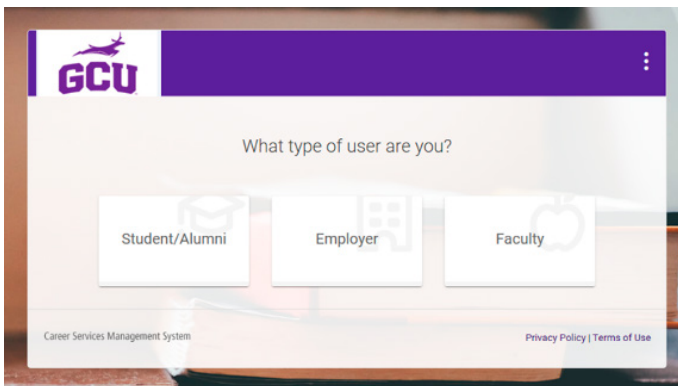 GCU
What type of user are you?
Student/Alumni
Employer
Faculty
Career Services Management System
Privacy Policy | Terms of Use